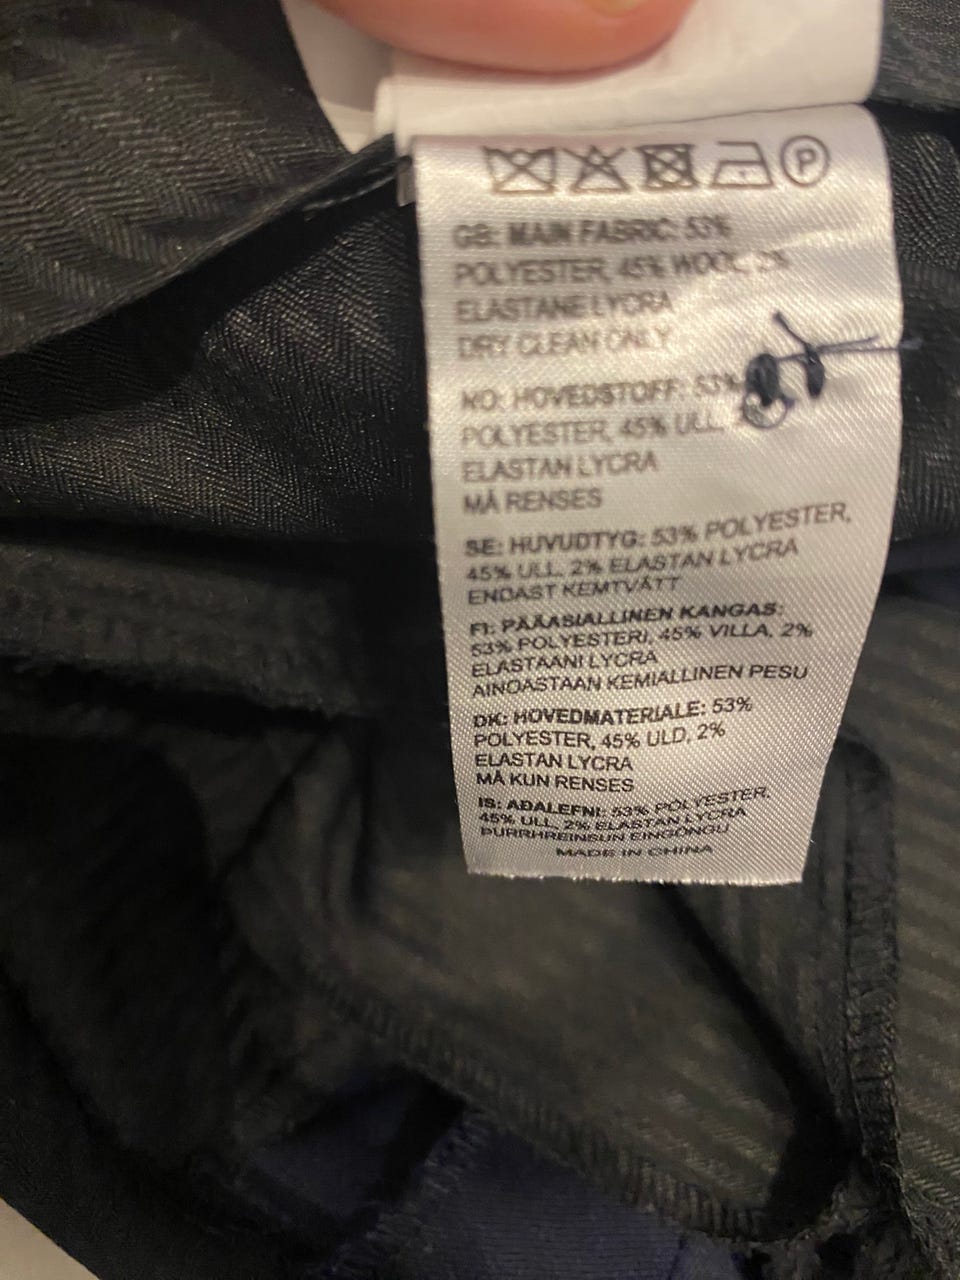 P
GB: MAIN FABRIC: 53%
POLYESTER, 45% WOOL, 2%
ELASTANE LYCRA
DRY CLEAN ONLY
NO: HOVEDSTOFF: 53%
POLYESTER, 45% ULL,
ELASTAN LYCRA
MÅ RENSES
SE: HUVUDTYG: 53% POLYESTER,
45% ULL, 2% ELASTAN LYCRA
ENDAST KEMTVÄTT
FI: PÄÄASIALLINEN KANGAS:
53% POLYESTERI, 45% VILLA, 2%
ELASTAANI LYCRA
AINOASTAAN KEMIALLINEN PESU
DK: HOVEDMATERIALE: 53%
POLYESTER, 45% ULD, 2%
ELASTAN LYCRA
MÅ KUN RENSES
IS: AÐALEFNI: 53% POLYESTER,
45% ULL, 2% ELASTAN LYCRA
ÞURRHREINSUN EINGÖNGU
MADE IN CHINA